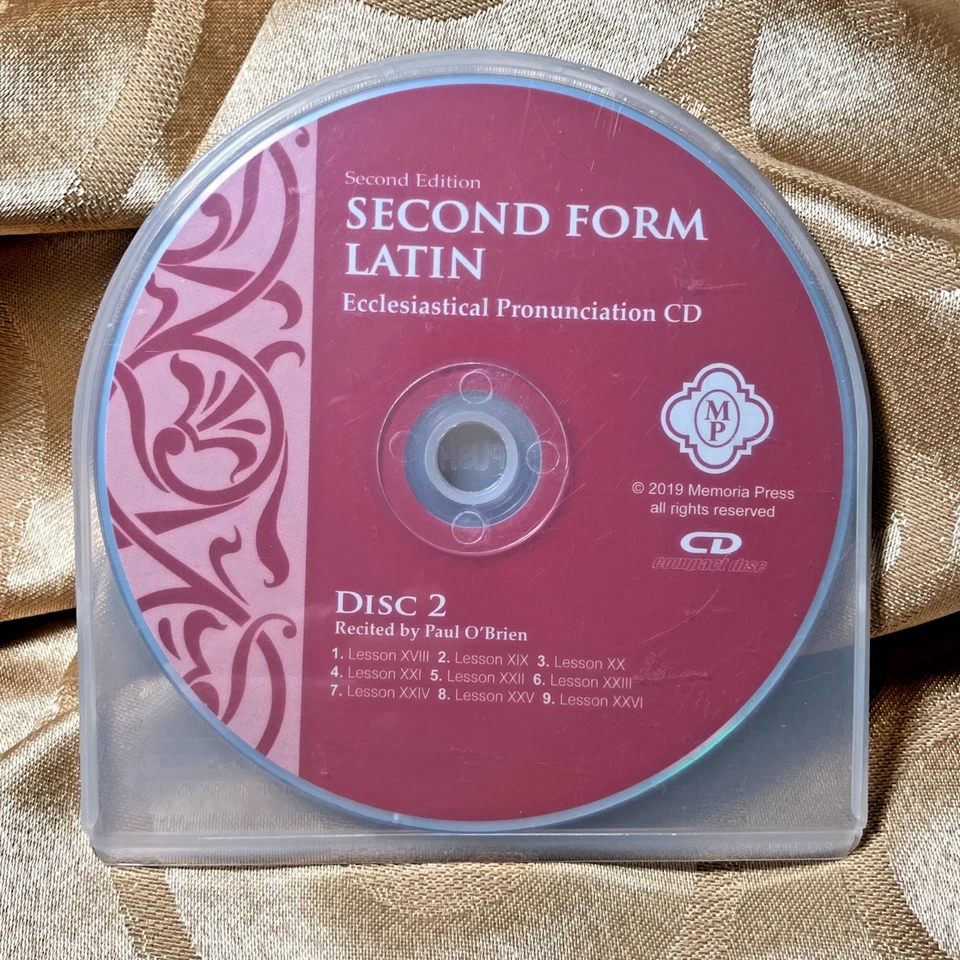 Second Edition
SECOND FORM
LATIN
Ecclesiastical Pronunciation CD
M
P
© 2019 Memoria Press
all rights reserved
CD
compact disc
PUSH
DISC 2
Recited by Paul O'Brien
1. Lesson XVIII 2. Lesson XIX 3. Lesson XX
4. Lesson XXI 5. Lesson XXII 6. Lesson XXIII
7. Lesson XXIV 8. Lesson XXV 9. Lesson XXVI